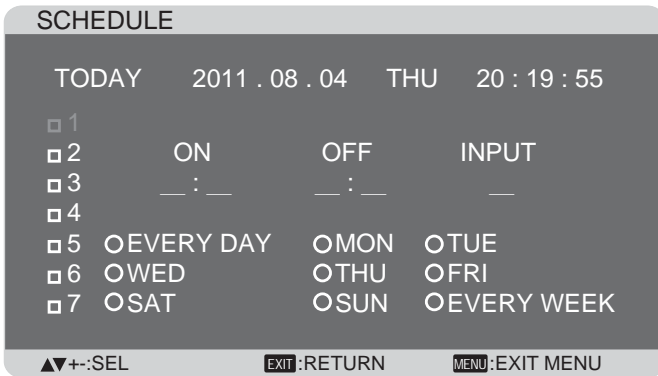 SCHEDULE
TODAY 2011 . 08 . 04 THU 20 : 19 : 55
1
2 ON OFF INPUT
3 __ : __ __ : __ __
4
5 EVERY DAY MON TUE
6 WED THU FRI
7 SAT SUN EVERY WEEK
▲▼+-:SEL EXIT:RETURN MENU:EXIT MENU